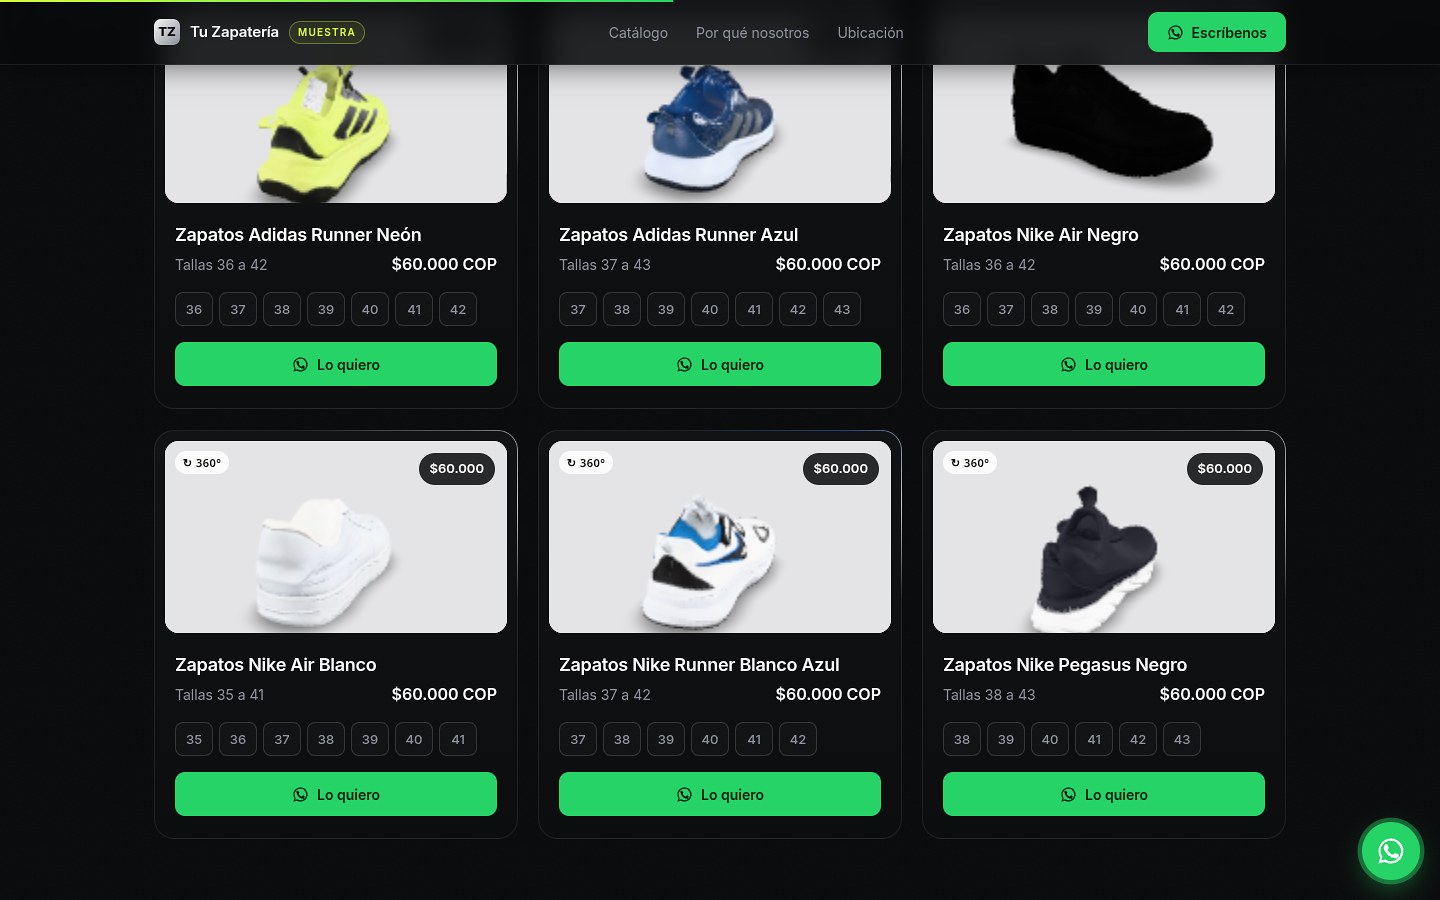 TZ Tu Zapatería MUESTRA Catálogo Por qué nosotros Ubicación Escríbenos
Zapatos Adidas Runner Neón
Tallas 36 a 42 $60.000 COP
36 37 38 39 40 41 42
Lo quiero
Zapatos Adidas Runner Azul
Tallas 37 a 43 $60.000 COP
37 38 39 40 41 42 43
Lo quiero
Zapatos Nike Air Negro
Tallas 36 a 42 $60.000 COP
36 37 38 39 40 41 42
Lo quiero
↻ 360° $60.000
Zapatos Nike Air Blanco
Tallas 35 a 41 $60.000 COP
35 36 37 38 39 40 41
Lo quiero
↻ 360° $60.000
Zapatos Nike Runner Blanco Azul
Tallas 37 a 42 $60.000 COP
37 38 39 40 41 42
Lo quiero
↻ 360° $60.000
Zapatos Nike Pegasus Negro
Tallas 38 a 43 $60.000 COP
38 39 40 41 42 43
Lo quiero